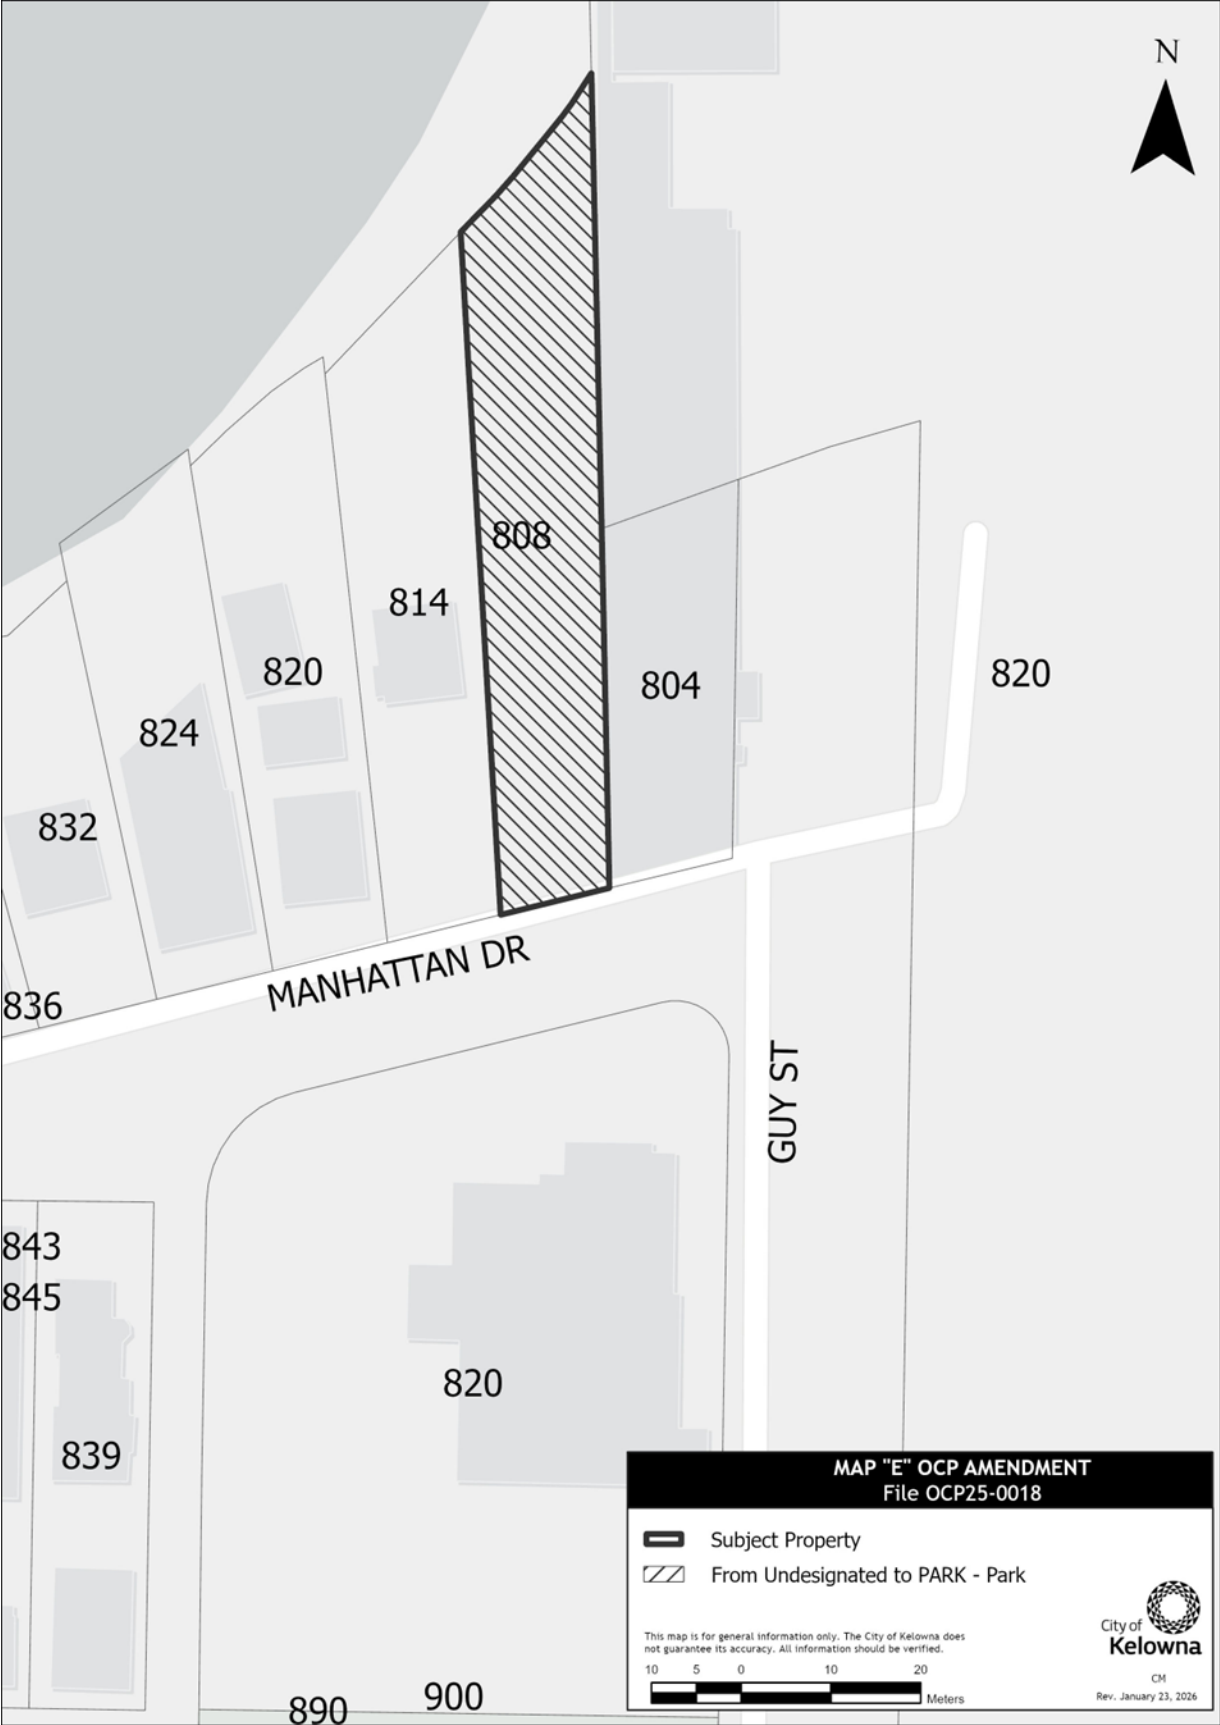 N
808
814
820
804
820
824
832
836
MANHATTAN DR
GUY ST
843
845
820
839
890
900
MAP "E" OCP AMENDMENT
File OCP25-0018
Subject Property
From Undesignated to PARK - Park
This map is for general information only. The City of Kelowna does
not guarantee its accuracy. All information should be verified.
10 5 0 10 20
Meters
City of
Kelowna
CM
Rev. January 23, 2026